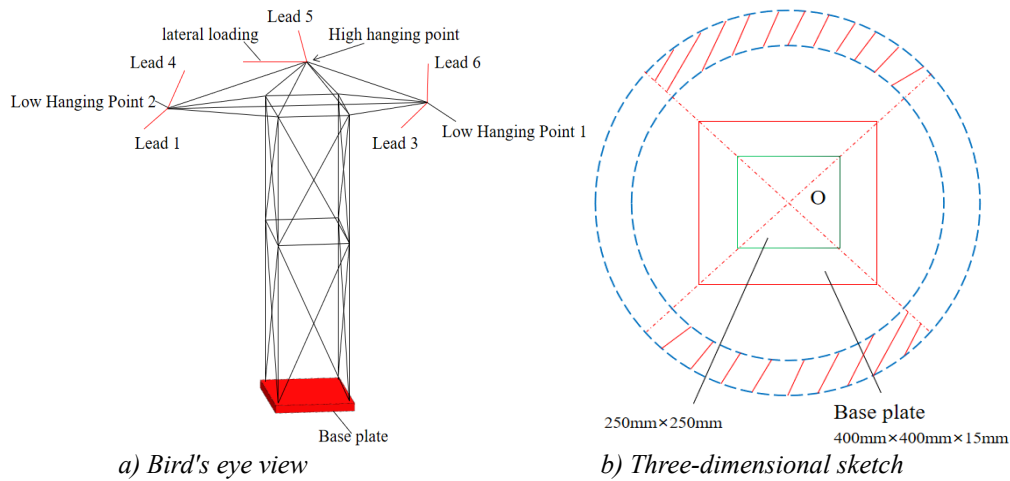 Lead 5
lateral loading
High hanging point
Lead 4
Lead 6
Low Hanging Point 2
Low Hanging Point 1
Lead 1
Lead 3
Base plate
a) Bird's eye view
O
250mm×250mm
Base plate
400mm×400mm×15mm
b) Three-dimensional sketch